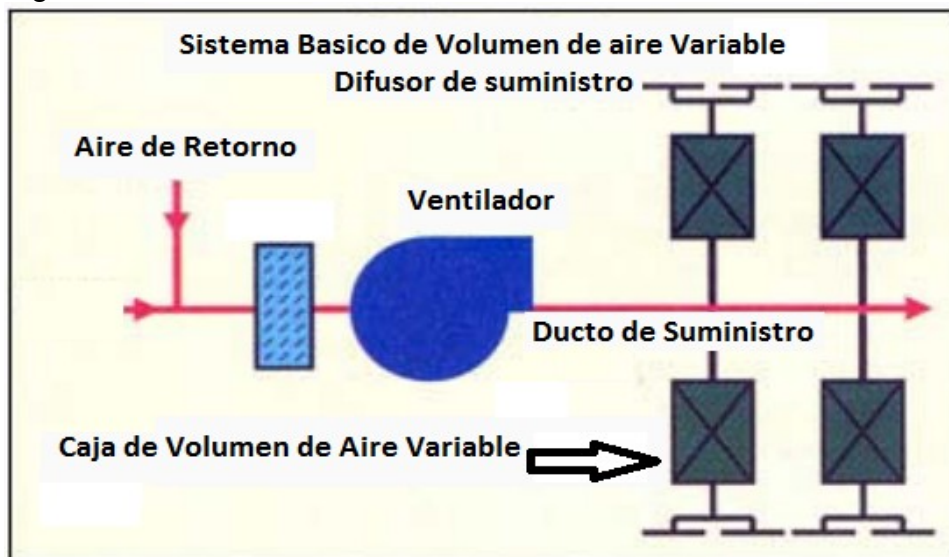 Sistema Basico de Volumen de aire Variable
Difusor de suministro
Aire de Retorno
Ventilador
Ducto de Suministro
Caja de Volumen de Aire Variable